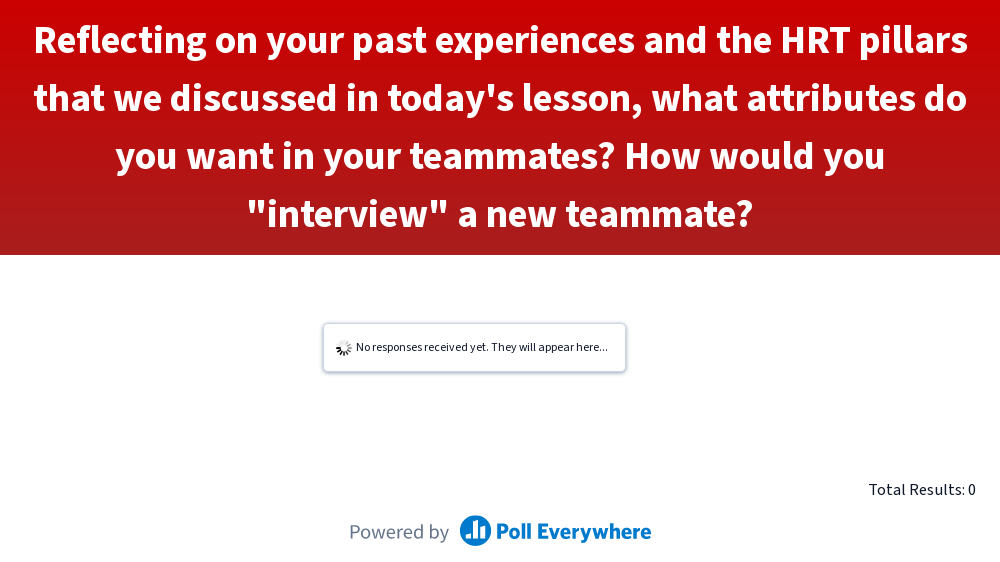 Reflecting on your past experiences and the HRT pillars
that we discussed in today's lesson, what attributes do
you want in your teammates? How would you
"interview" a new teammate?
No responses received yet. They will appear here...
Total Results: 0
Powered by Poll Everywhere